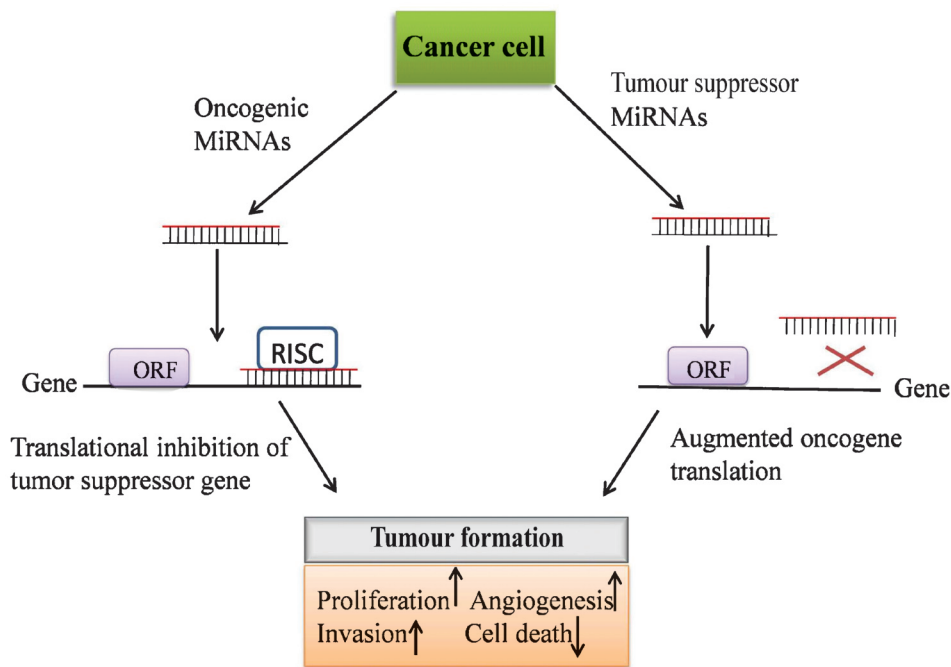 Cancer cell
Oncogenic
MiRNAs
Tumour suppressor
MiRNAs
RISC
ORF
Gene
ORF
Gene
Translational inhibition of
tumor suppressor gene
Augmented oncogene
translation
Tumour formation
Proliferation↑ Angiogenesis↑
Invasion↑ Cell death↓